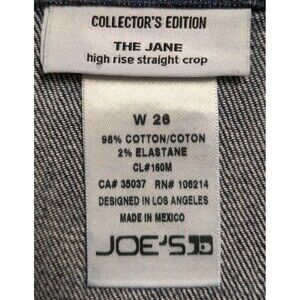 COLLECTOR'S EDITION
THE JANE
high rise straight crop
W 26
98% COTTON/COTON
2% ELASTANE
CL#160M
CA# 35037 RN# 106214
DESIGNED IN LOS ANGELES
MADE IN MEXICO
JOE'S